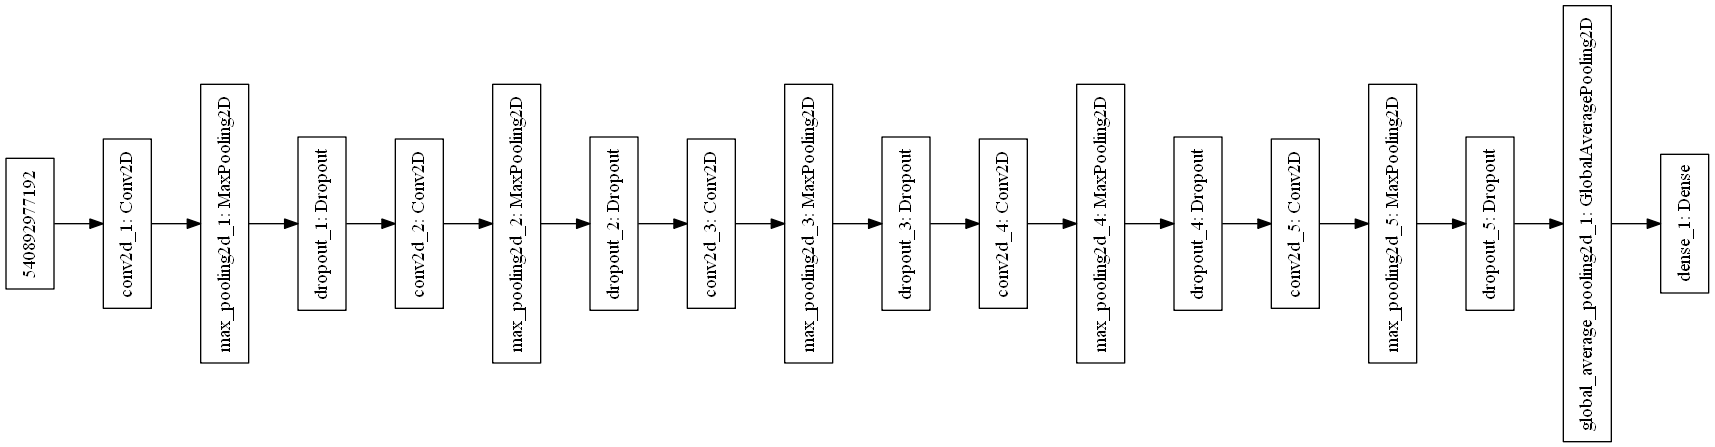 540892977192
conv2d_1: Conv2D
max_pooling2d_1: MaxPooling2D
dropout_1: Dropout
conv2d_2: Conv2D
max_pooling2d_2: MaxPooling2D
dropout_2: Dropout
conv2d_3: Conv2D
max_pooling2d_3: MaxPooling2D
dropout_3: Dropout
conv2d_4: Conv2D
max_pooling2d_4: MaxPooling2D
dropout_4: Dropout
conv2d_5: Conv2D
max_pooling2d_5: MaxPooling2D
dropout_5: Dropout
global_average_pooling2d_1: GlobalAveragePooling2D
dense_1: Dense